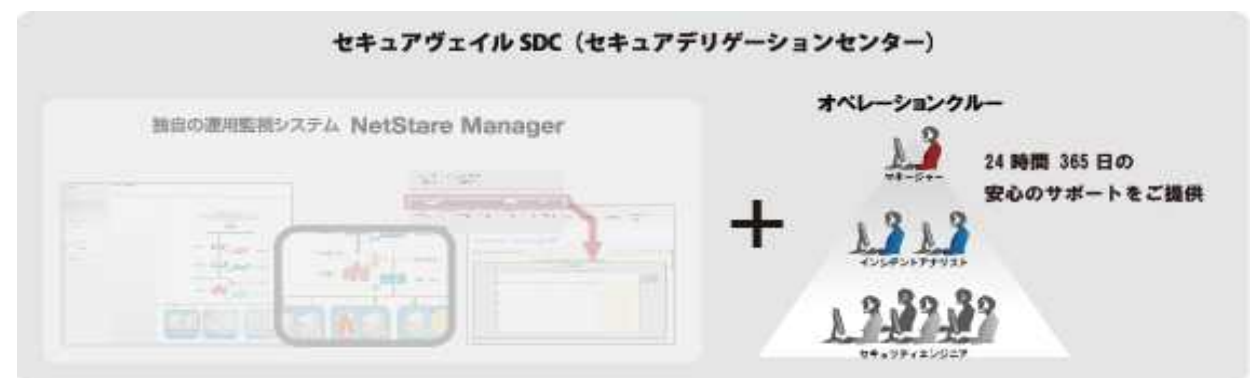 セキュアヴェイル SDC（セキュアデリゲーションセンター）
独自の運用監視システム NetStare Manager
オペレーションクルー
マネージャー
24 時間 365 日の
安心のサポートをご提供
インシデントアナリスト
セキュリティエンジニア